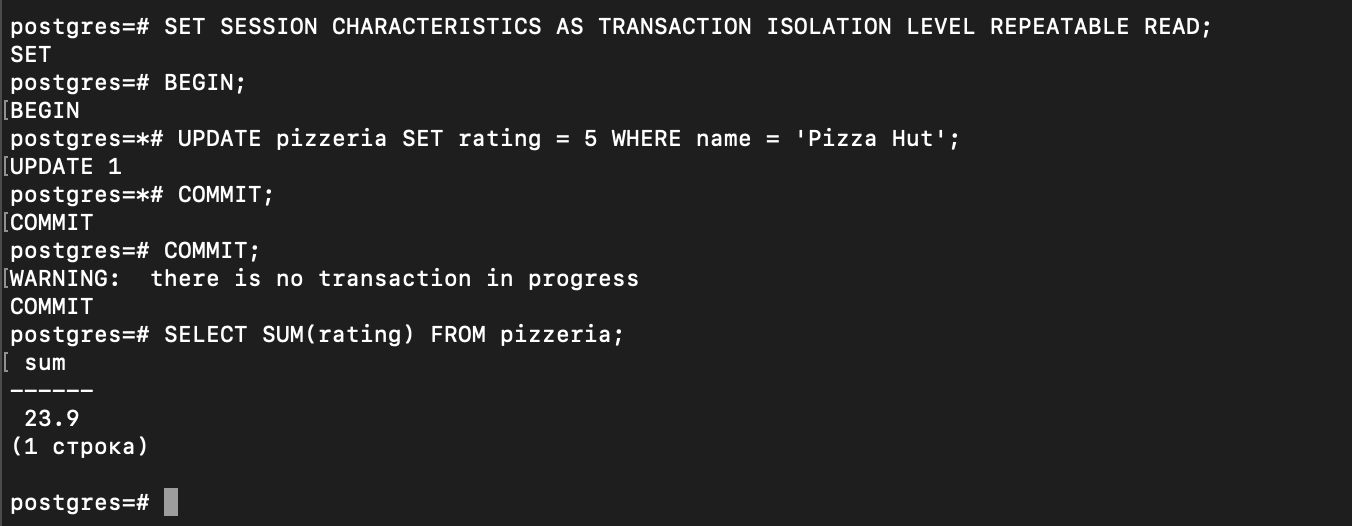 postgres=# SET SESSION CHARACTERISTICS AS TRANSACTION ISOLATION LEVEL REPEATABLE READ;
SET
postgres=# BEGIN;
[BEGIN
postgres=*# UPDATE pizzeria SET rating = 5 WHERE name = 'Pizza Hut';
[UPDATE 1
postgres=*# COMMIT;
[COMMIT
postgres=# COMMIT;
[WARNING:  there is no transaction in progress
COMMIT
postgres=# SELECT SUM(rating) FROM pizzeria;
[ sum
------
 23.9
(1 строка)
postgres=#